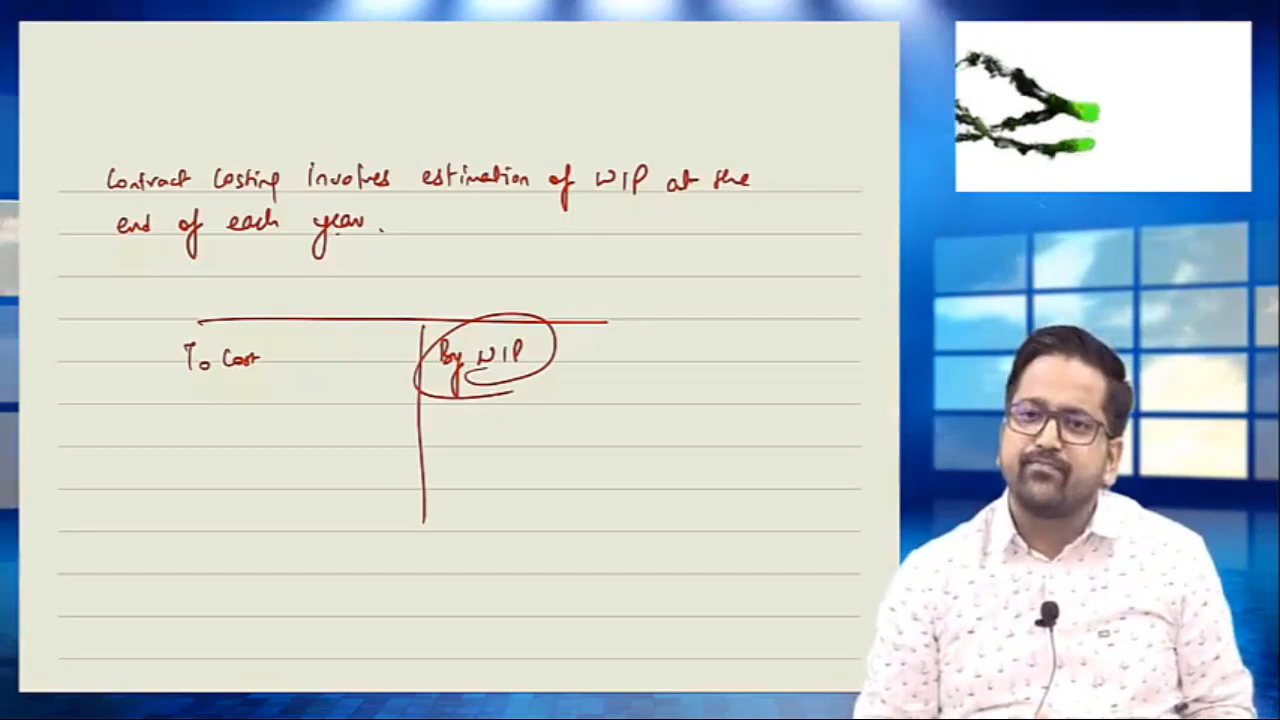 Contract Costing involves estimation of WIP at the
end of each year.
To Cost
By WIP